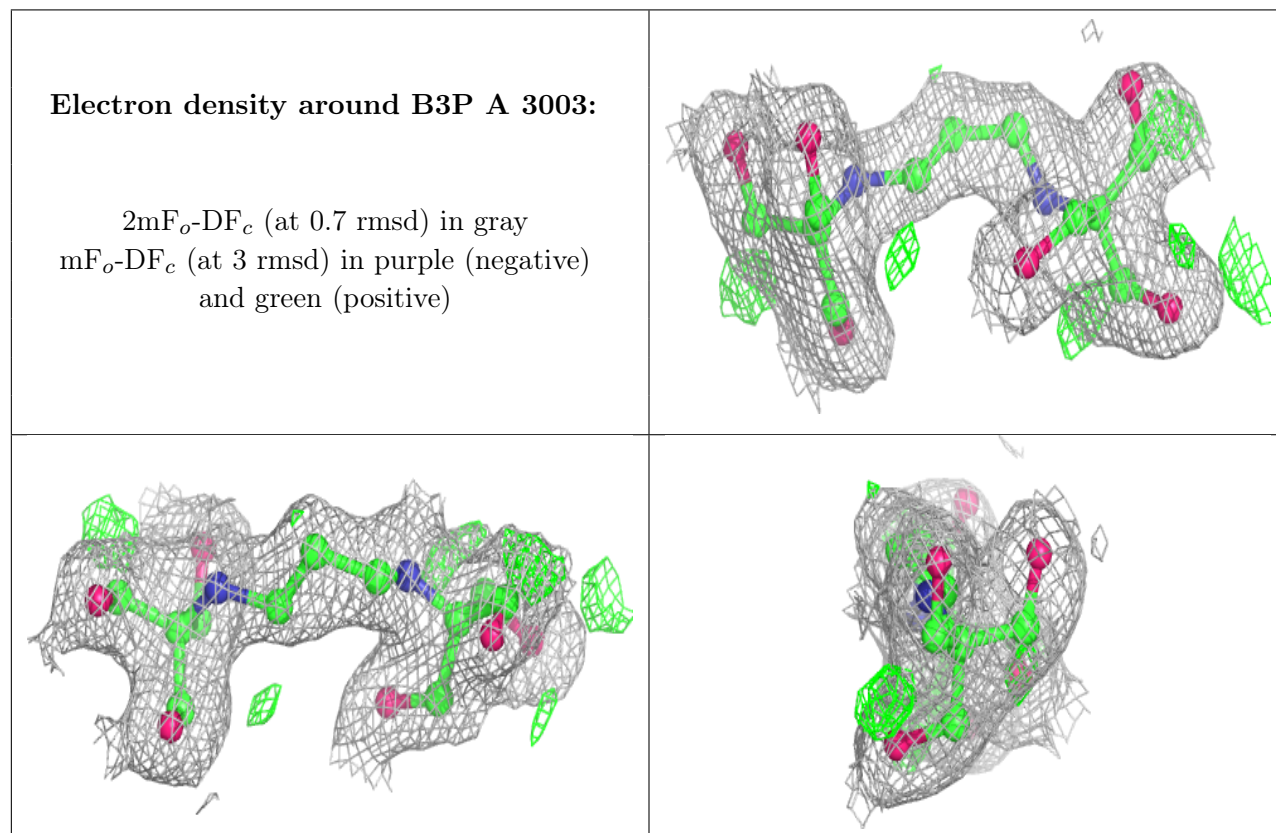 Electron density around B3P A 3003:
2mFo-DFc (at 0.7 rmsd) in gray
mFo-DFc (at 3 rmsd) in purple (negative)
and green (positive)